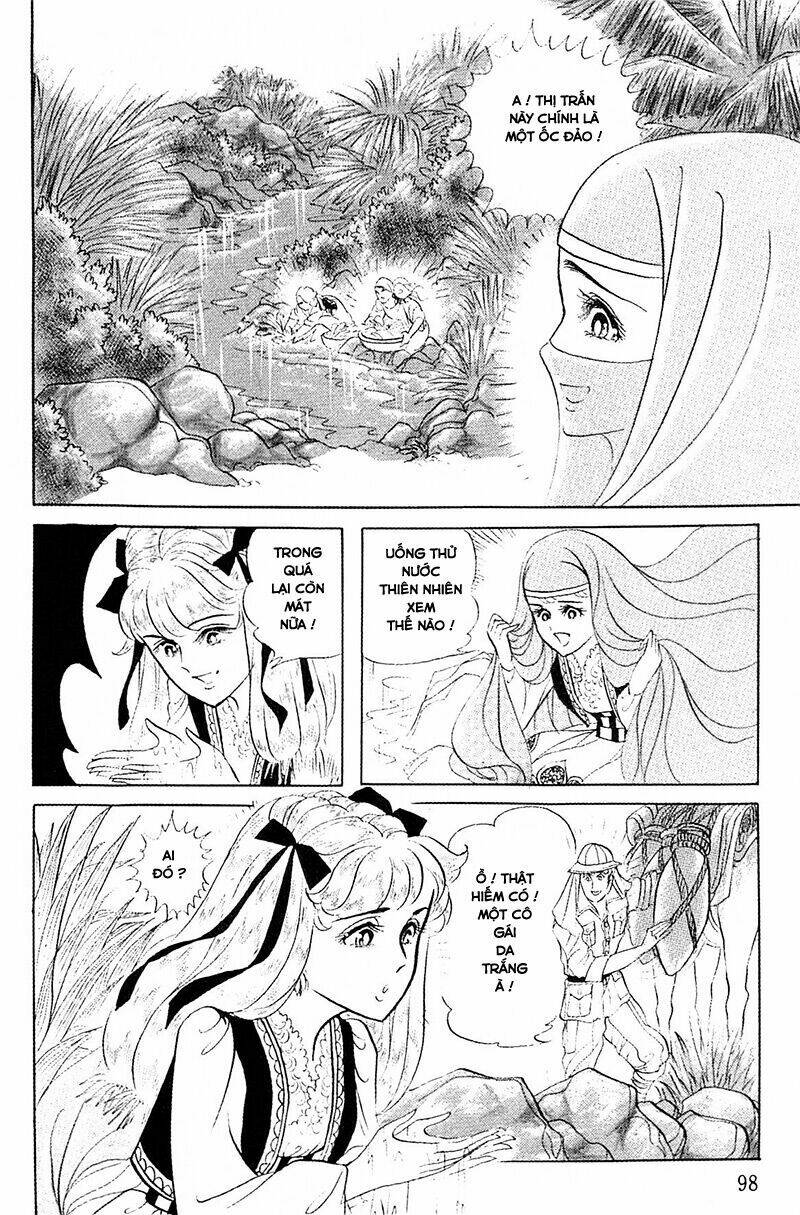 A ! THỊ TRẤN
NÀY CHÍNH LÀ
MỘT ỐC ĐẢO !
UỐNG THỬ
NƯỚC
THIÊN NHIÊN
XEM
THẾ NÀO !
TRONG
QUÁ
LẠI CÒN
MÁT
NỮA !
AI
ĐÓ ?
Ồ ! THẬT
HIẾM CÓ !
MỘT CÔ
GÁI
DA
TRẮNG
À !
98